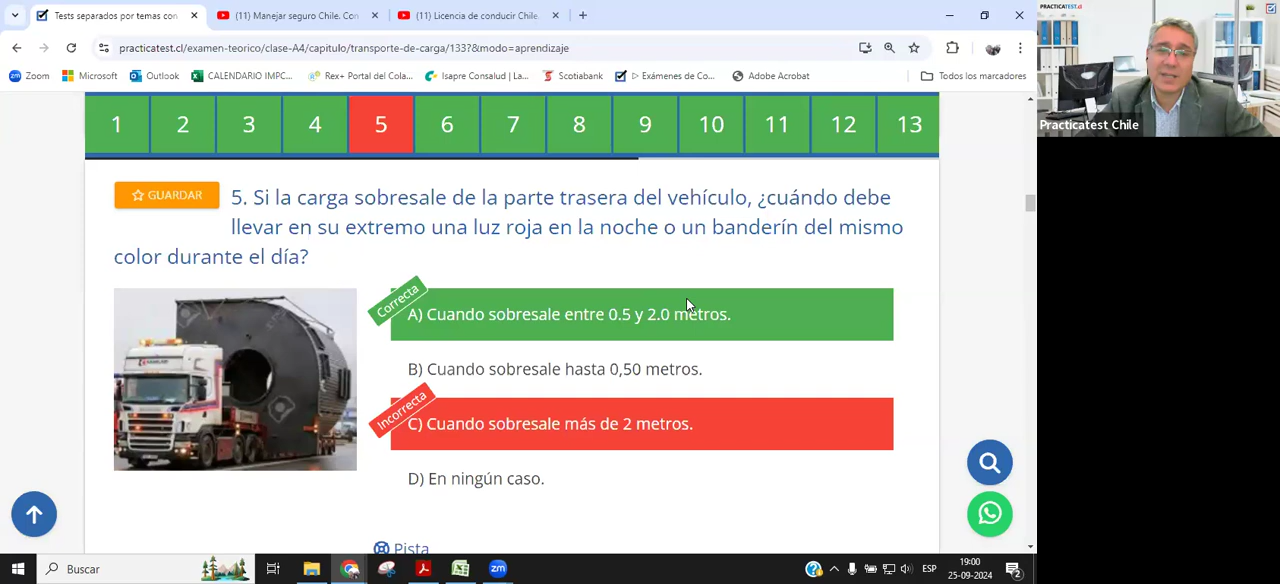 Tests separados por temas con
(11) Manejar seguro Chile: con
(11) Licencia de conducir Chile
practicatest.cl/examen-teorico/clase-A4/capitulo/transporte-de-carga/133?&modo=aprendizaje
Zoom
Microsoft
Outlook
CALENDARIO IMPC...
Rex+ Portal del Cola...
Isapre Consalud | La...
Scotiabank
▷ Exámenes de Co...
Adobe Acrobat
Todos los marcadores
PRACTICATEST.cl
Practicatest Chile
1 2 3 4 5 6 7 8 9 10 11 12 13
GUARDAR
5. Si la carga sobresale de la parte trasera del vehículo, ¿cuándo debe
llevar en su extremo una luz roja en la noche o un banderín del mismo
color durante el día?
Correcta
A) Cuando sobresale entre 0.5 y 2.0 metros.
B) Cuando sobresale hasta 0,50 metros.
Incorrecta
C) Cuando sobresale más de 2 metros.
D) En ningún caso.
Pista
Buscar
zm
ESP
19:00
25-09-2024
2